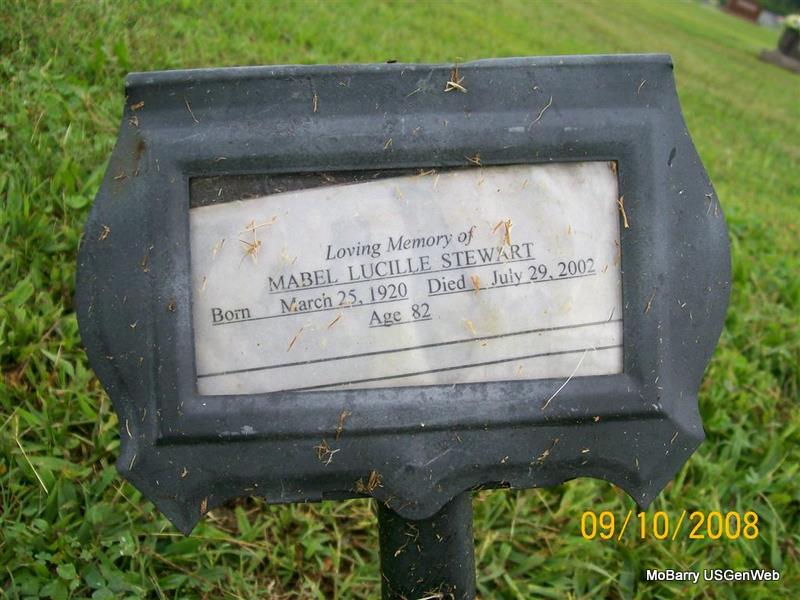 Loving Memory of
MABEL LUCILLE STEWART
Born March 25, 1920 Died July 29, 2002
Age 82
09/10/2008
MoBarry USGenWeb